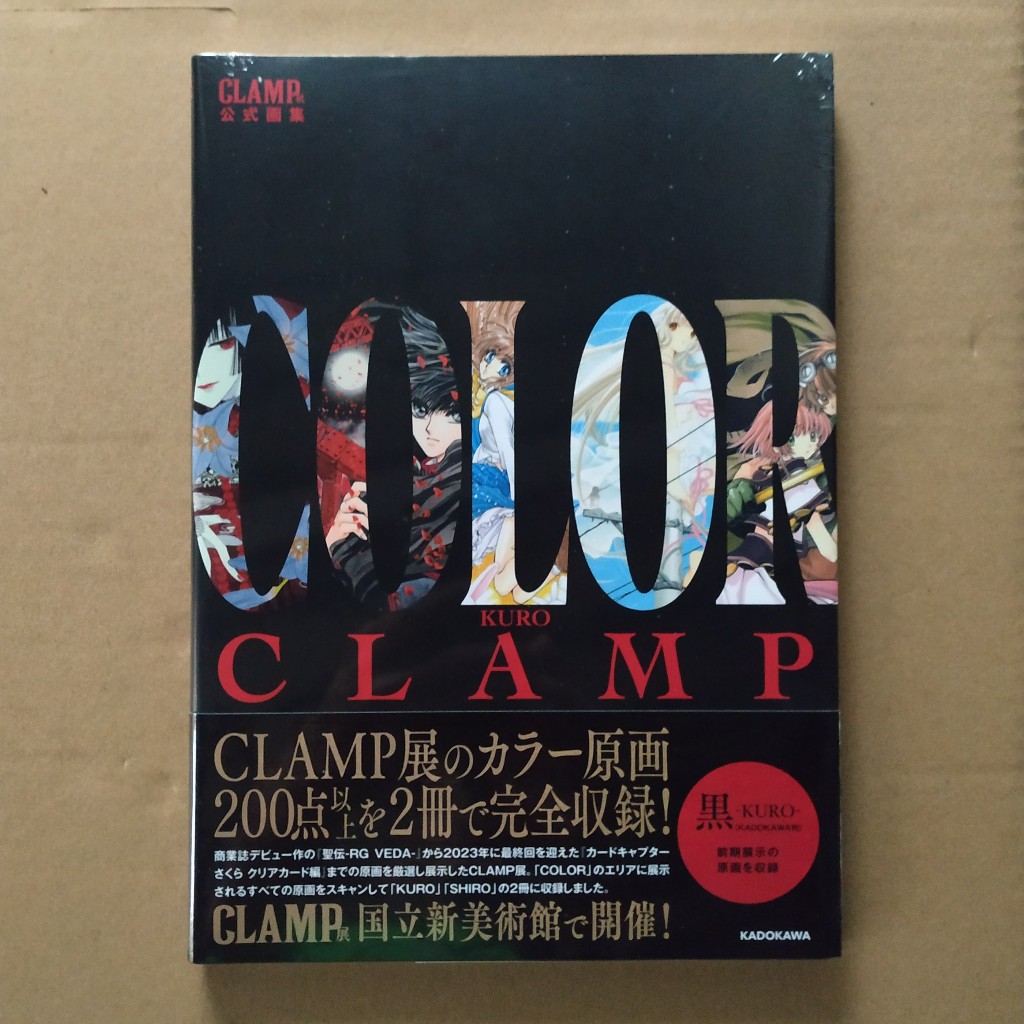 CLAMP展
公式画集
COLOR
KURO
CLAMP
CLAMP展のカラー原画
200点以上を2冊で完全収録!
商業誌デビュー作の『聖伝-RG VEDA-』から2023年に最終回を迎えた『カードキャプター
さくら クリアカード編』までの原画を厳選し展示したCLAMP展。「COLOR」のエリアに展示
されるすべての原画をスキャンして「KURO」「SHIRO」の2冊に収録しました。
CLAMP展 国立新美術館で開催!
黒-KURO-
(KADOKAWA刊)
前期展示の
原画を収録
KADOKAWA